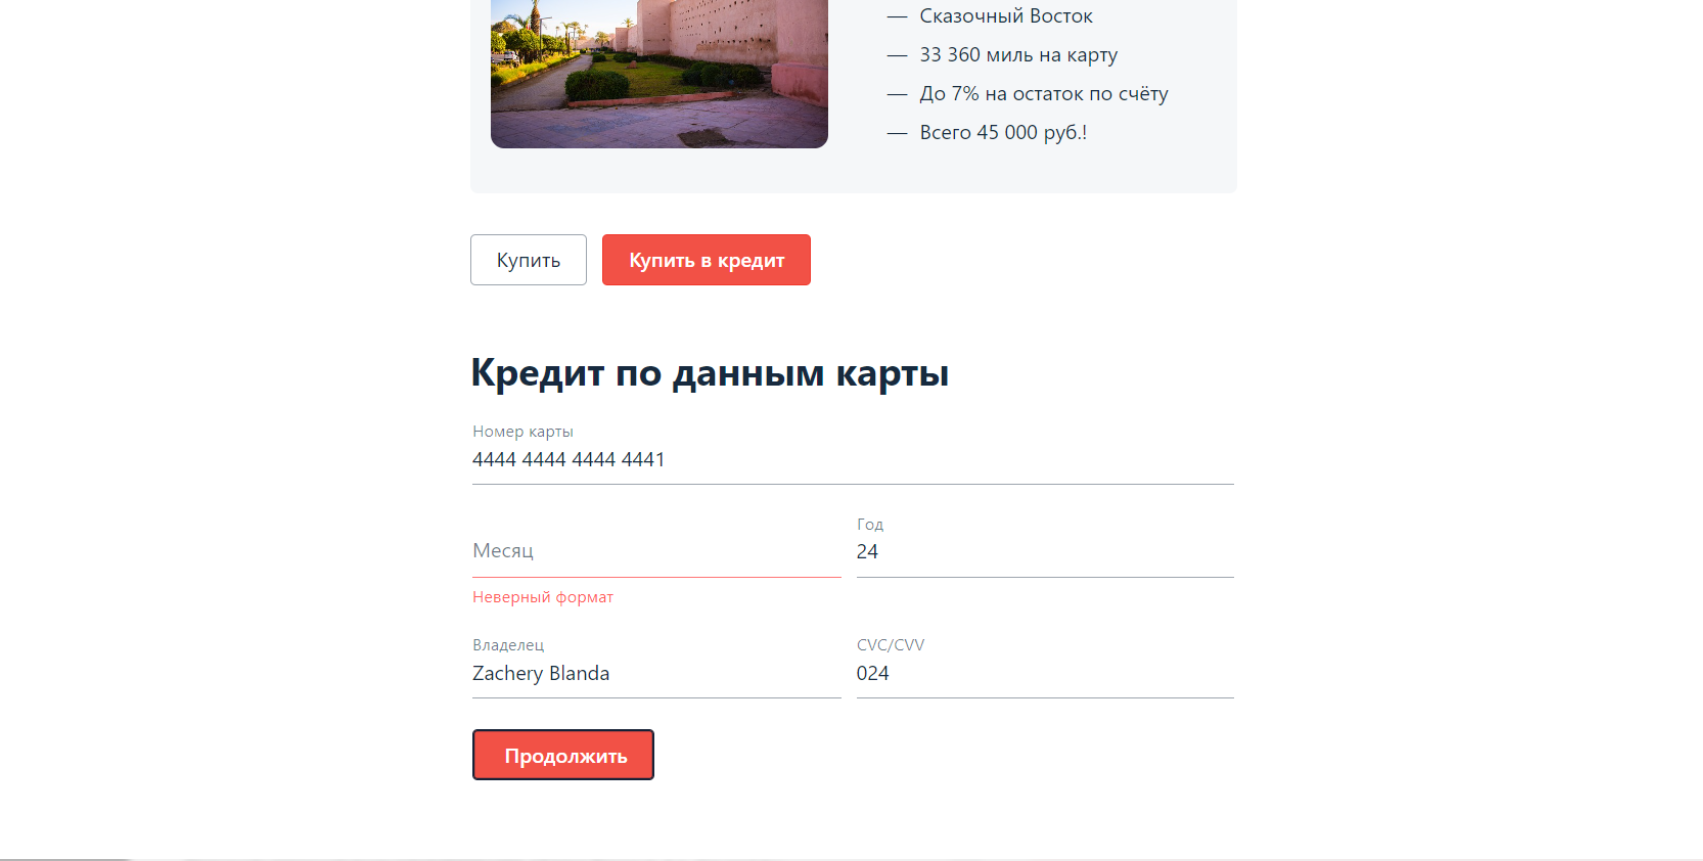 — Сказочный Восток
— 33 360 миль на карту
— До 7% на остаток по счёту
— Всего 45 000 руб.!
Купить
Купить в кредит
Кредит по данным карты
Номер карты
4444 4444 4444 4441
Месяц
Неверный формат
Год
24
Владелец
Zachery Blanda
CVC/CVV
024
Продолжить